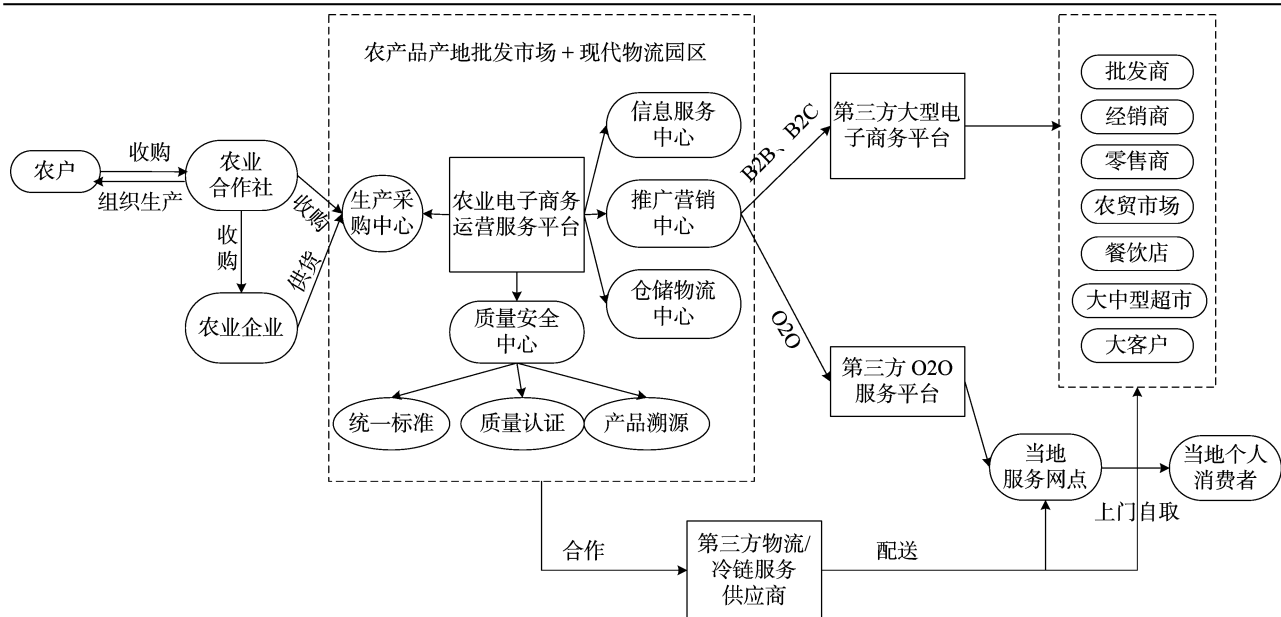 农产品产地批发市场 + 现代物流园区
农户
收购
组织生产
农业
合作社
收购
收购
供货
农业企业
生产采
购中心
农业电子商务
运营服务平台
信息服务
中心
推广营销
中心
仓储物流
中心
质量安全
中心
统一标准
质量认证
产品溯源
B2B、B2C
O2O
第三方大型电
子商务平台
第三方 O2O
服务平台
批发商
经销商
零售商
农贸市场
餐饮店
大中型超市
大客户
当地
服务网点
当地个人
消费者
上门自取
合作
第三方物流/
冷链服务
供应商
配送